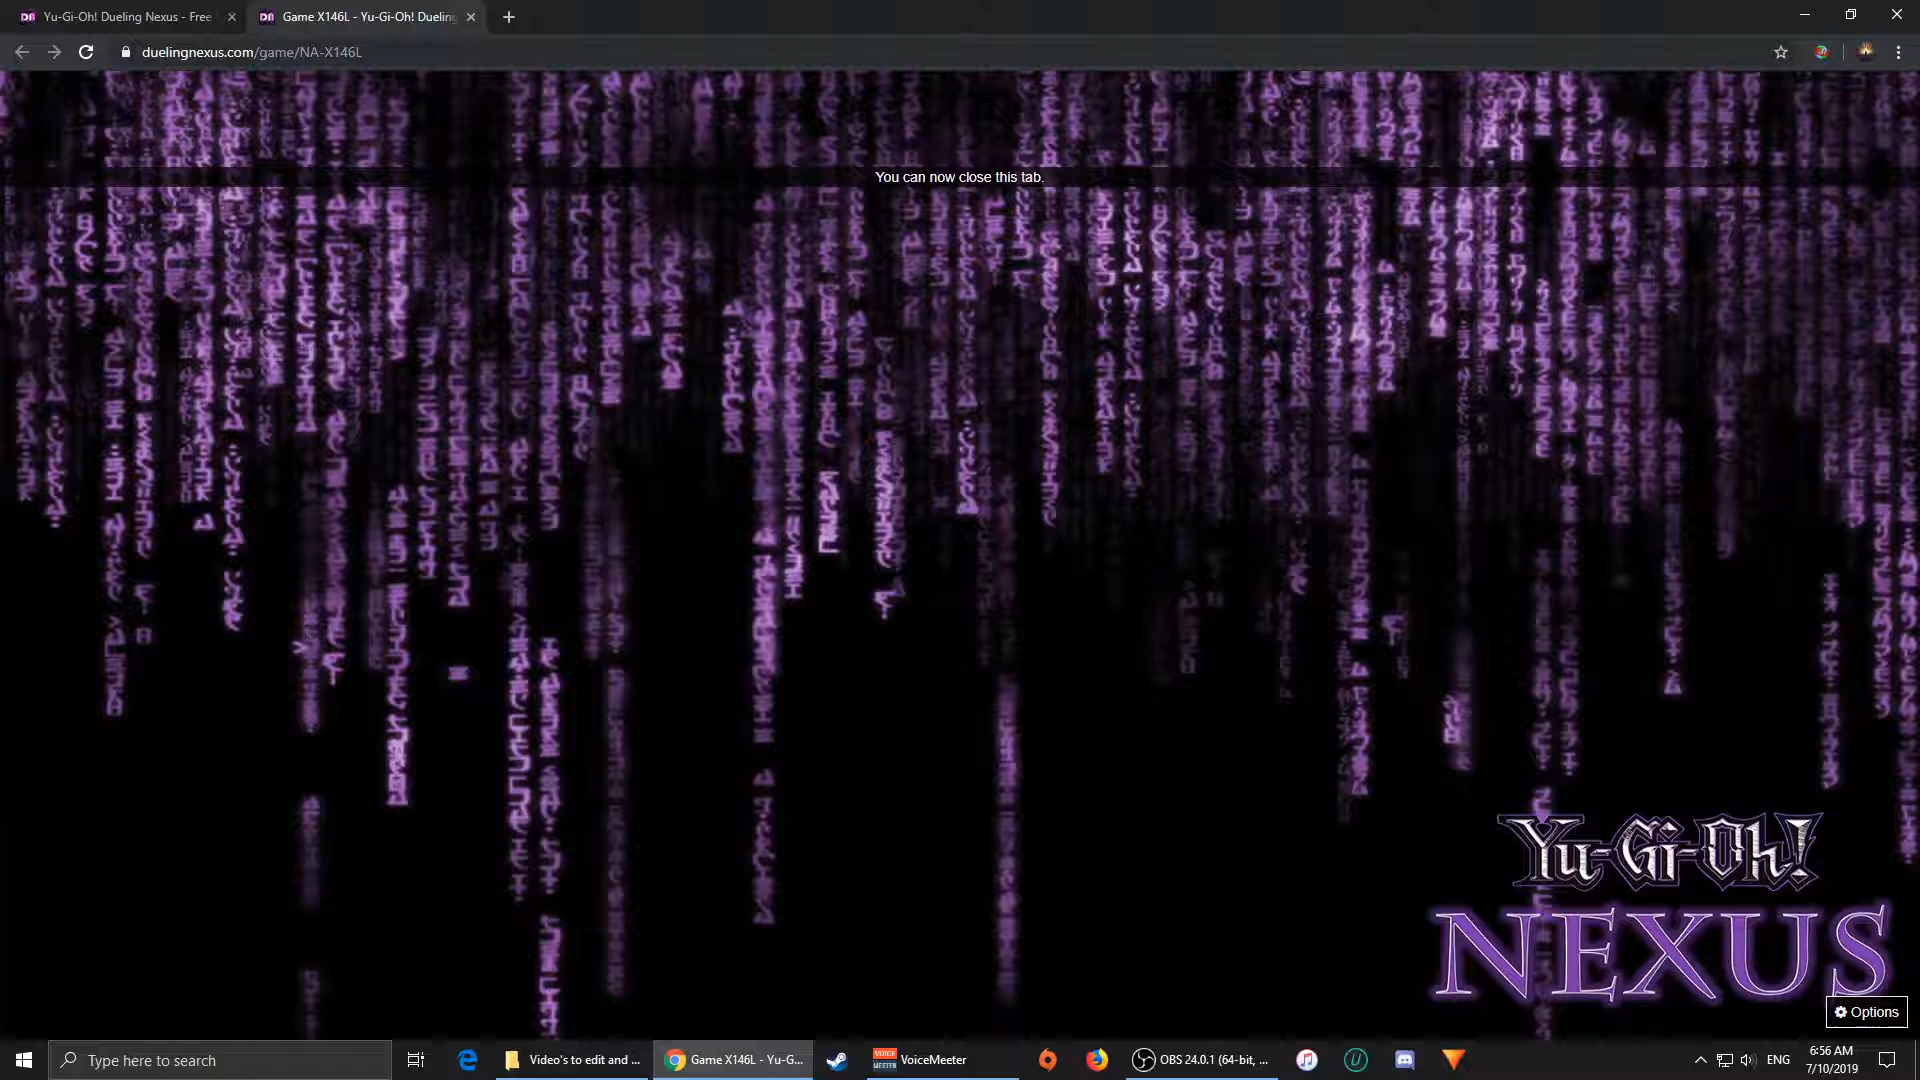 Yu-Gi-Oh! Dueling Nexus - Free
Game X146L - Yu-Gi-Oh! Dueling
duelingnexus.com/game/NA-X146L
You can now close this tab.
Yu-Gi-Oh!
NEXUS
Options
Type here to search
Video's to edit and ...
Game X146L - Yu-G...
VOICE MEETER
VoiceMeeter
OBS 24.0.1 (64-bit, ...
ENG
6:56 AM
7/10/2019